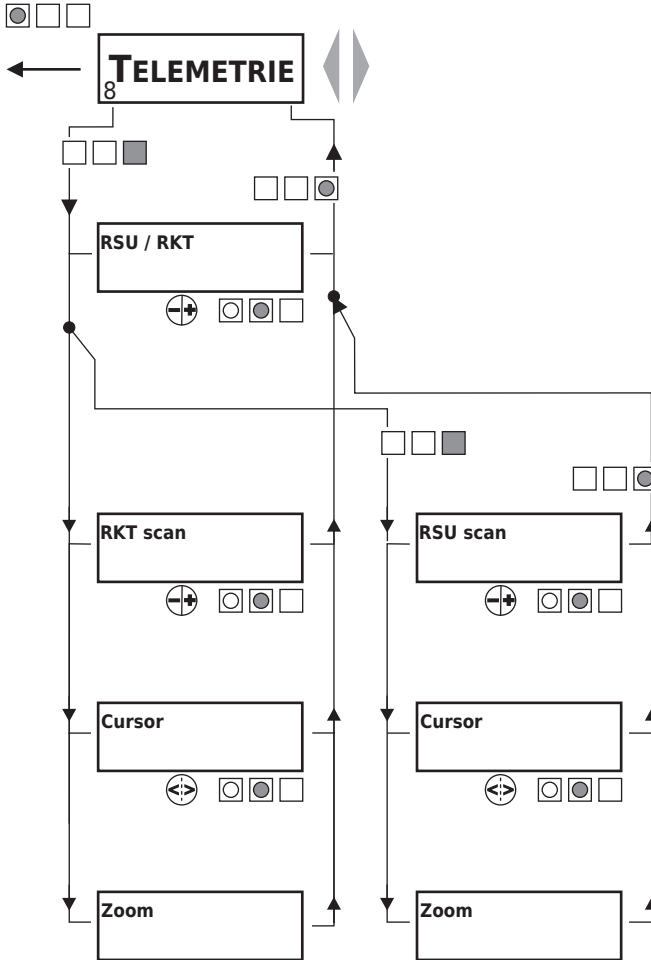 TELEMETRIE
8
RSU / RKT
RKT scan
RSU scan
Cursor
Cursor
Zoom
Zoom